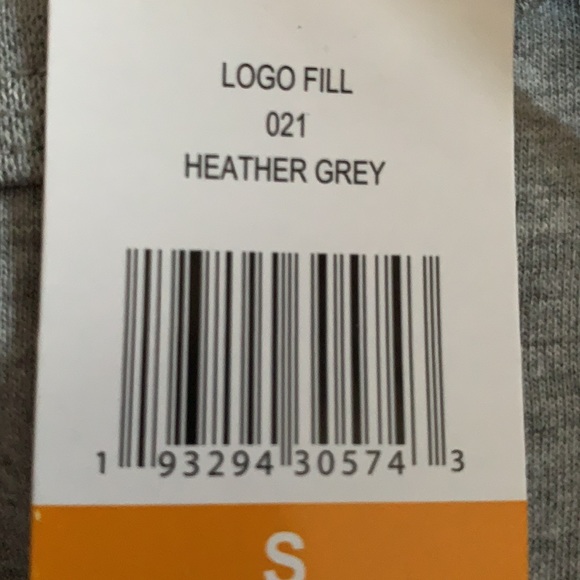 LOGO FILL
021
HEATHER GREY
1 93294 30574 3
S